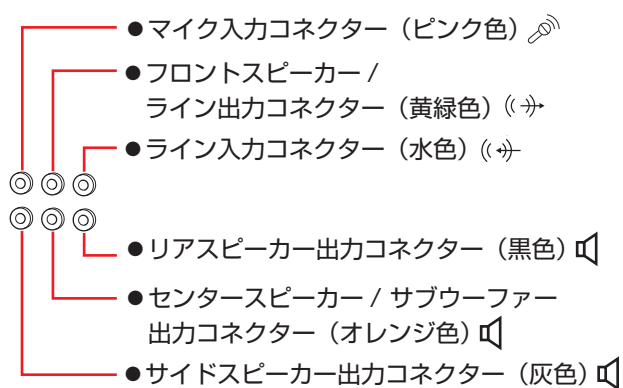 ●マイク入力コネクター（ピンク色）
●フロントスピーカー /
ライン出力コネクター（黄緑色）
●ライン入力コネクター（水色）
●リアスピーカー出力コネクター（黒色）
●センタースピーカー / サブウーファー
出力コネクター（オレンジ色）
●サイドスピーカー出力コネクター（灰色）